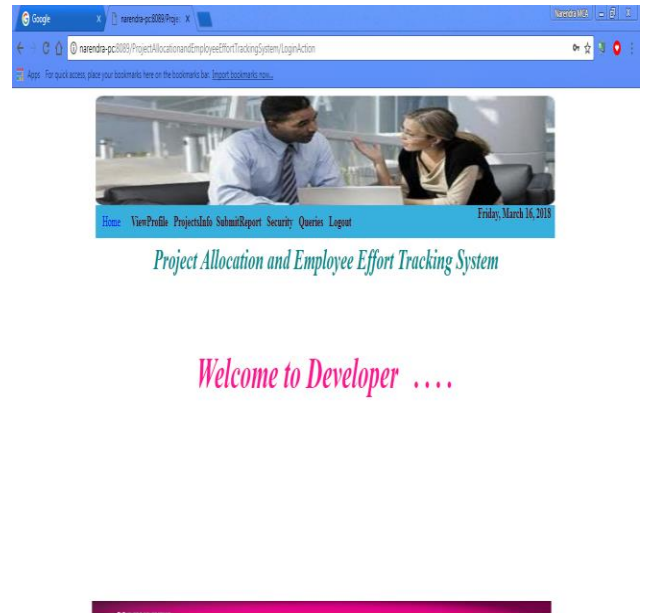 Google
narendra-pc:8089/Proje
Narendra MCA
narendra-pc:8089/ProjectAllocationandEmployeeEffortTrackingSystem/LoginAction
Apps For quick access, place your bookmarks here on the bookmarks bar. Import bookmarks now...
Home ViewProfile ProjectsInfo SubmitReport Security Queries Logout
Friday, March 16, 2018
Project Allocation and Employee Effort Tracking System
Welcome to Developer ....